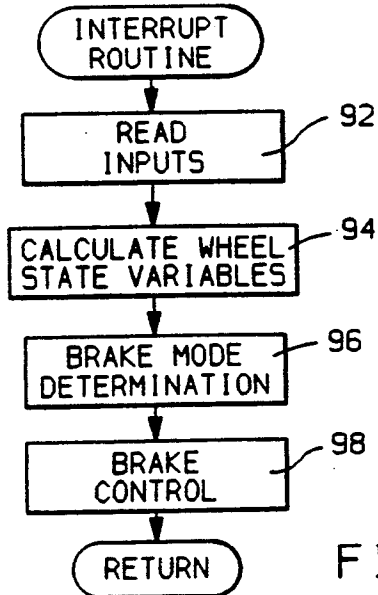 INTERRUPT
ROUTINE
READ
INPUTS
92
CALCULATE WHEEL
STATE VARIABLES
94
BRAKE MODE
DETERMINATION
96
BRAKE
CONTROL
98
RETURN
F